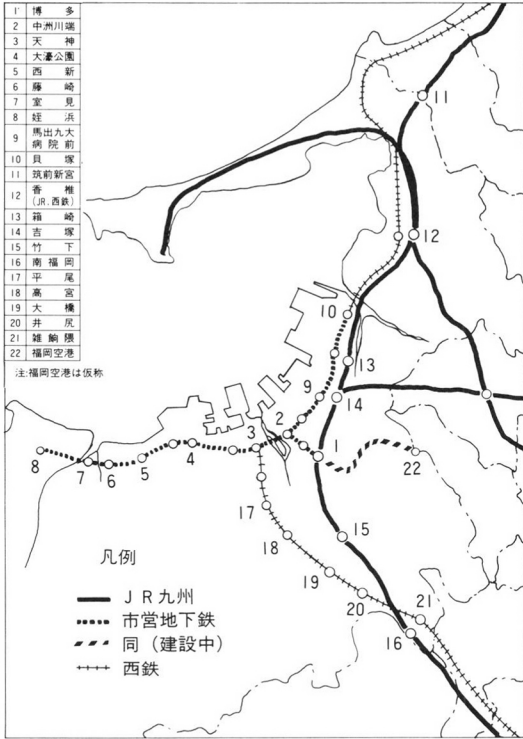 1 博多
2 中洲川端
3 天神
4 大濠公園
5 西新
6 藤崎
7 室見
8 姪浜
9 馬出九大
病院前
10 貝塚
11 筑前新宮
12 香椎
(JR.西鉄)
13 箱崎
14 吉塚
15 竹下
16 南福岡
17 平尾
18 高宮
19 大橋
20 井尻
21 雑餉隈
22 福岡空港
注:福岡空港は仮称
11
12
10
13
9
14
2
3
1
4
5
6
7
8
22
17
15
18
19
20
21
16
凡例
JR九州
市営地下鉄
同(建設中)
西鉄